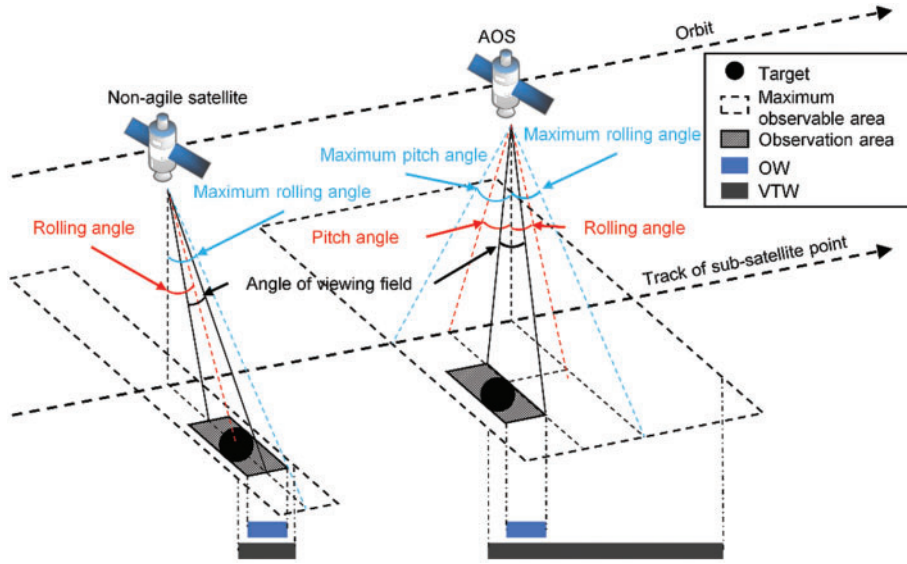 Orbit
AOS
Non-agile satellite
Target
Maximum
observable area
Observation area
OW
VTW
Maximum rolling angle
Maximum pitch angle
Maximum rolling angle
Rolling angle
Pitch angle
Rolling angle
Angle of viewing field
Track of sub-satellite point